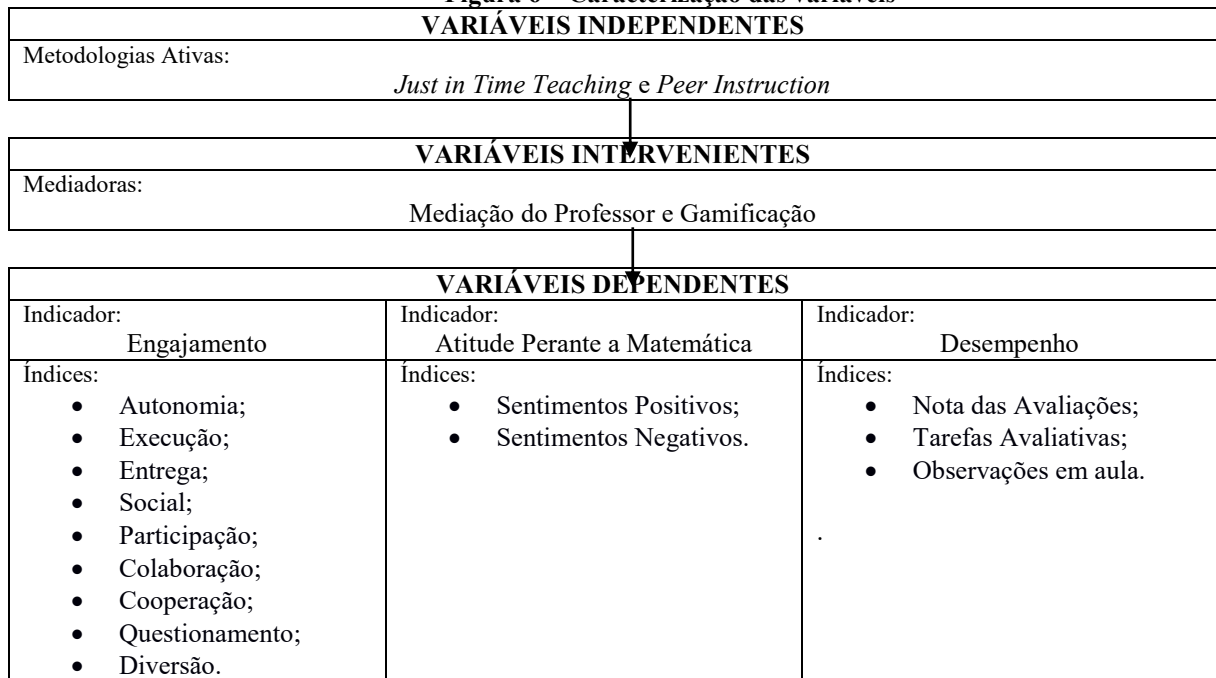 Figura 6 – Caracterização das variáveis
VARIÁVEIS INDEPENDENTES
Metodologias Ativas:
Just in Time Teaching e Peer Instruction
VARIÁVEIS INTERVENIENTES
Mediadoras:
Mediação do Professor e Gamificação
VARIÁVEIS DEPENDENTES
Indicador:
Engajamento
Índices:
• Autonomia;
• Execução;
• Entrega;
• Social;
• Participação;
• Colaboração;
• Cooperação;
• Questionamento;
• Diversão.
Indicador:
Atitude Perante a Matemática
Índices:
• Sentimentos Positivos;
• Sentimentos Negativos.
Indicador:
Desempenho
Índices:
• Nota das Avaliações;
• Tarefas Avaliativas;
• Observações em aula.
.